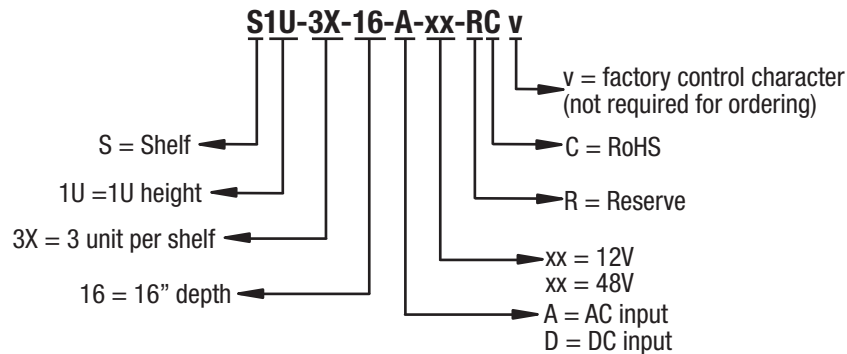 S1U-3X-16-A-xx-RC v
v = factory control character
(not required for ordering)
S = Shelf
C = RoHS
1U =1U height
R = Reserve
3X = 3 unit per shelf
xx = 12V
xx = 48V
16 = 16” depth
A = AC input
D = DC input